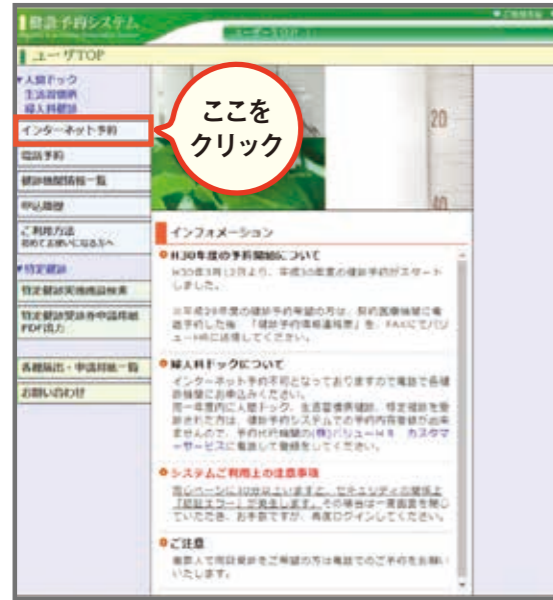 健診予約システム
ユーザTOP
ユーザTOP
▼人間ドック
生活習慣病
婦人科健診
インターネット予約
電話予約
健診機関情報一覧
申込履歴
ご利用方法
初めてお使いになる方へ
▼特定健診
特定健診実施施設検索
特定健診受診券申請用紙
PDF出力
各種届出・申請用紙一覧
お問い合わせ
ここを
クリック
20
40
インフォメーション
H30年度の予約開始について
H30年3月12日より、平成30年度の健診予約がスタート
しました。
※平成29年度の健診予約希望の方は、契約医療機関に電
話予約した後、「健診予約情報連絡票」を、FAXにてバリ
ューHRに送信してください。
婦人科ドックについて
インターネット予約不可となっておりますので電話で各健
診機関にお申込みください。
同一年度内に人間ドック、生活習慣病健診、特定健診を受
診された方は、健診予約システムでの予約内容登録が出来
ませんので、予約代行機関の(株)バリューHR カスタマ
ーサービスに電話して登録をしてください。
システムご利用上の注意事項
同じページに30分以上いますと、セキュリティの関係上
「認証エラー」が発生します。その場合は一度画面を閉じ
ていただき、お手数ですが、再度ログインしてください。
ご注意
複数人で同日受診をご希望の方は電話でのご予約をお願い
いたします。